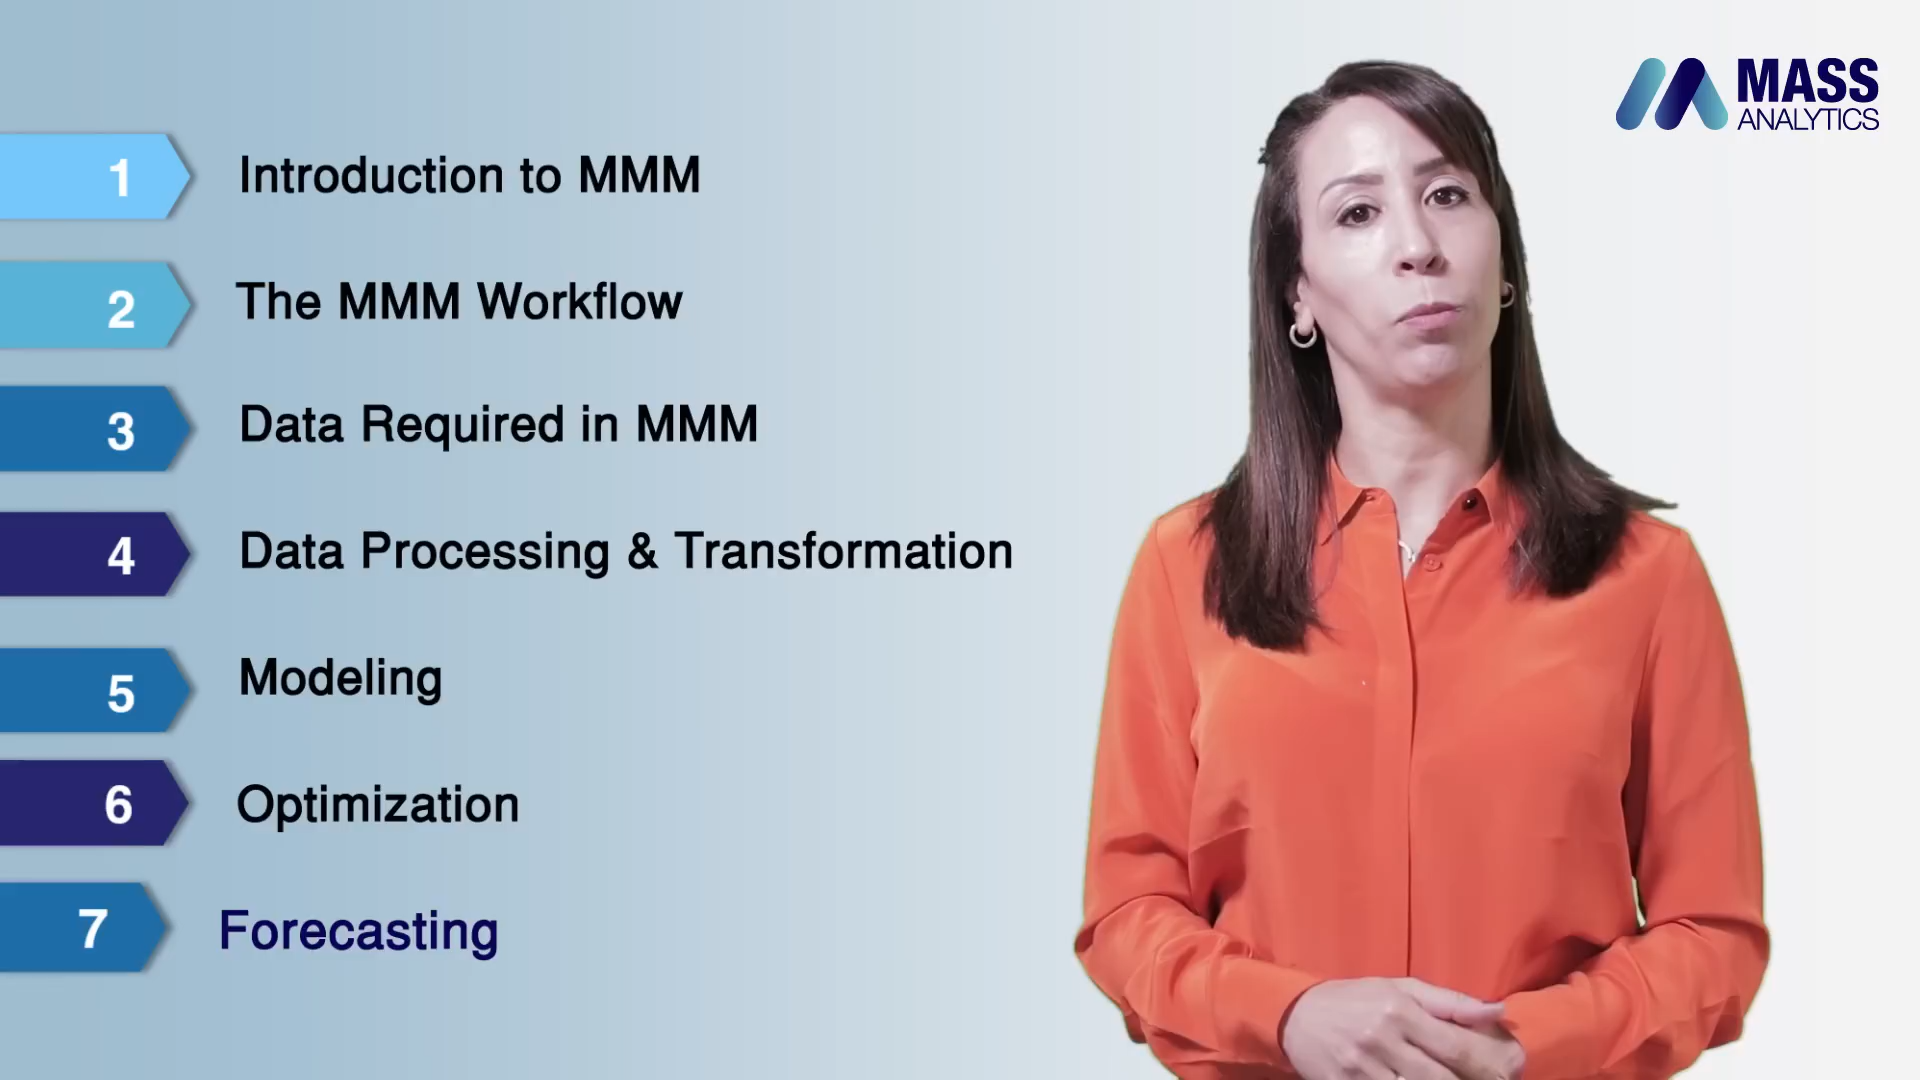 MASS
ANALYTICS
1 Introduction to MMM
2 The MMM Workflow
3 Data Required in MMM
4 Data Processing & Transformation
5 Modeling
6 Optimization
7 Forecasting